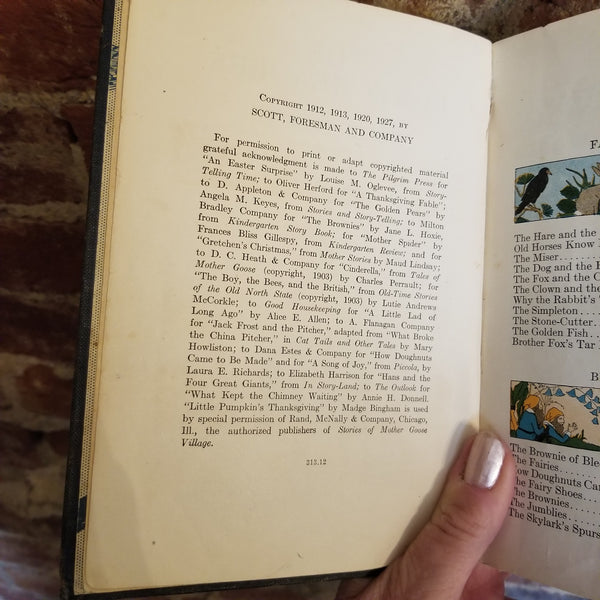 COPYRIGHT 1912, 1913, 1920, 1927, BY
SCOTT, FORESMAN AND COMPANY
For permission to print or adapt copyrighted material
grateful acknowledgment is made to The Pilgrim Press for
"An Easter Surprise" by Louise M. Oglevee, from Story-
Telling Time; to Oliver Herford for "A Thanksgiving Fable";
to D. Appleton & Company for "The Golden Pears" by
Angela M. Keyes, from Stories and Story-Telling; to Milton
Bradley Company for "The Brownies" by Jane L. Hoxie,
from Kindergarten Story Book; for "Mother Spider" by
Frances Bliss Gillespy, from Kindergarten Review; and for
"Gretchen's Christmas," from Mother Stories by Maud Lindsay;
to D. C. Heath & Company for "Cinderella," from Tales of
Mother Goose (copyright, 1903) by Charles Perrault; for
"The Boy, the Bees, and the British," from Old-Time Stories
of the Old North State (copyright, 1903) by Lutie Andrews
McCorkle; to Good Housekeeping for "A Little Lad of
Long Ago" by Alice E. Allen; to A. Flanagan Company
for "Jack Frost and the Pitcher," adapted from "What Broke
the China Pitcher," in Cat Tails and Other Tales by Mary
Howliston; to Dana Estes & Company for "How Doughnuts
Came to Be Made" and for "A Song of Joy," from Piccola, by
Laura E. Richards; to Elizabeth Harrison for "Hans and the
Four Great Giants," from In Story-Land; to The Outlook for
"What Kept the Chimney Waiting" by Annie H. Donnell.
"Little Pumpkin's Thanksgiving" by Madge Bingham is used
by special permission of Rand, McNally & Company, Chicago,
Ill., the authorized publishers of Stories of Mother Goose
Village.
313.12
FA
The Hare and the
Old Horses Know
The Miser
The Dog and the
The Fox and the C
The Clown and the
Why the Rabbit's
The Simpleton
The Stone-Cutter
The Golden Fish
Brother Fox's Tar
B
The Brownie of Ble
The Fairies
How Doughnuts Ca
The Fairy Shoes
The Brownies
The Jumblies
The Skylark's Spurs